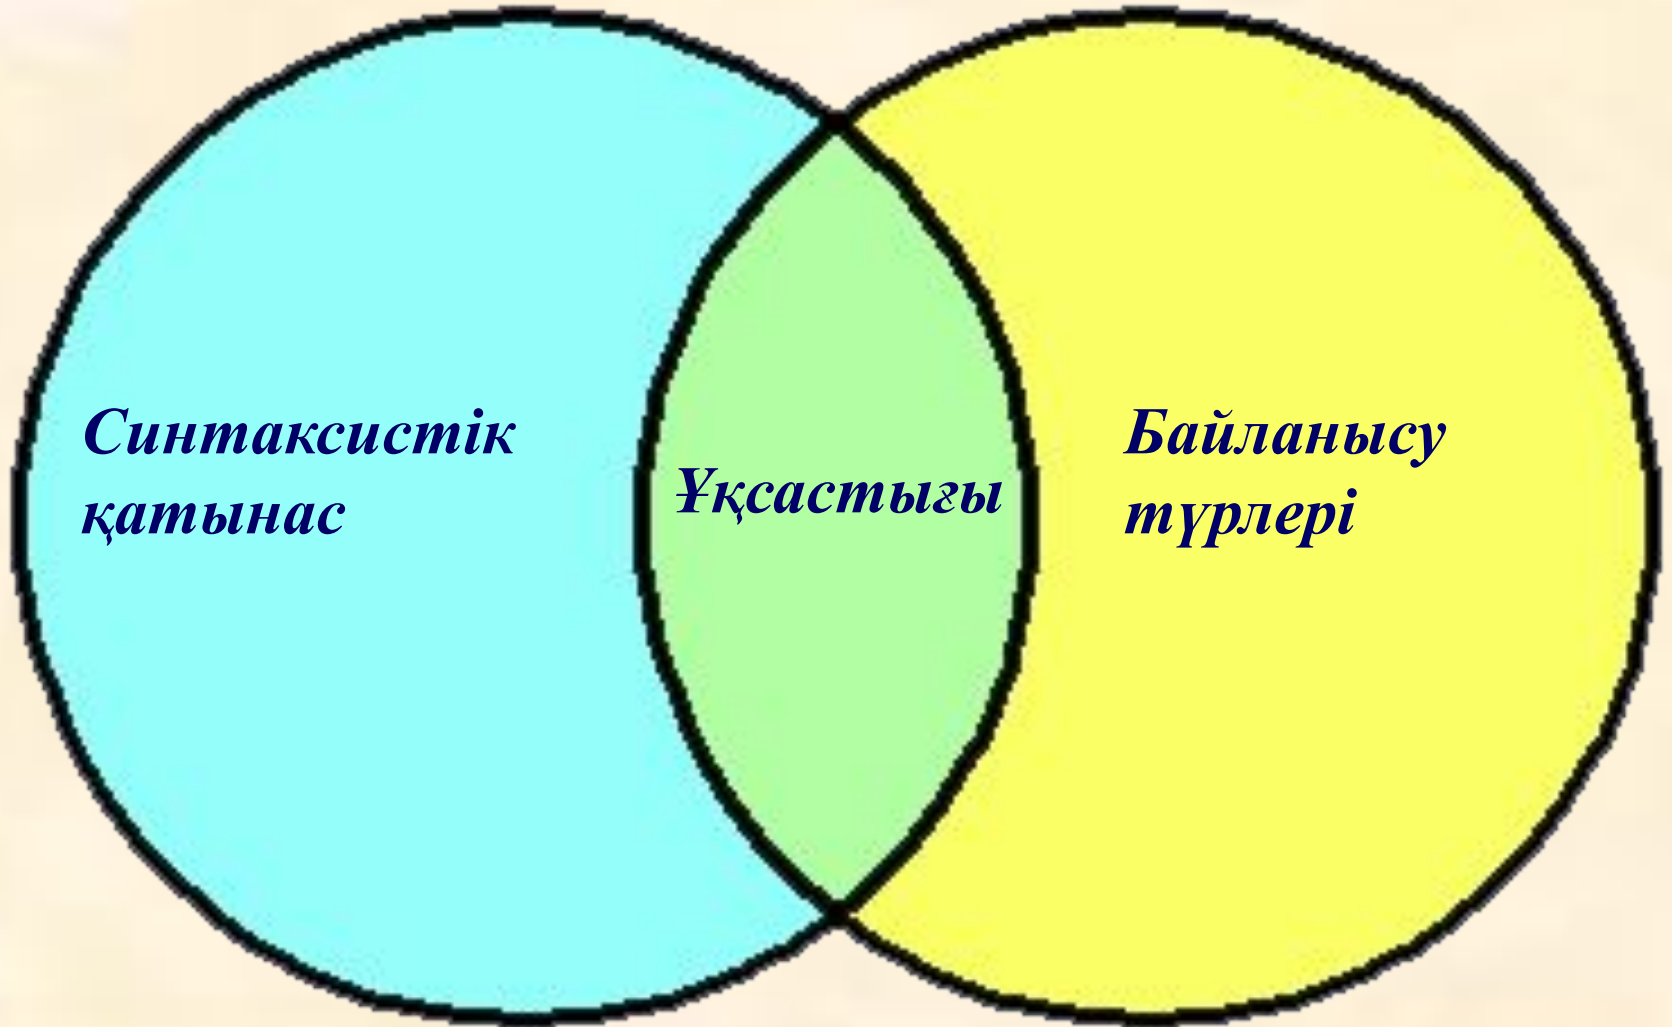 Синтаксистік
қатынас
Ұқсастығы
Байланысу
түрлері